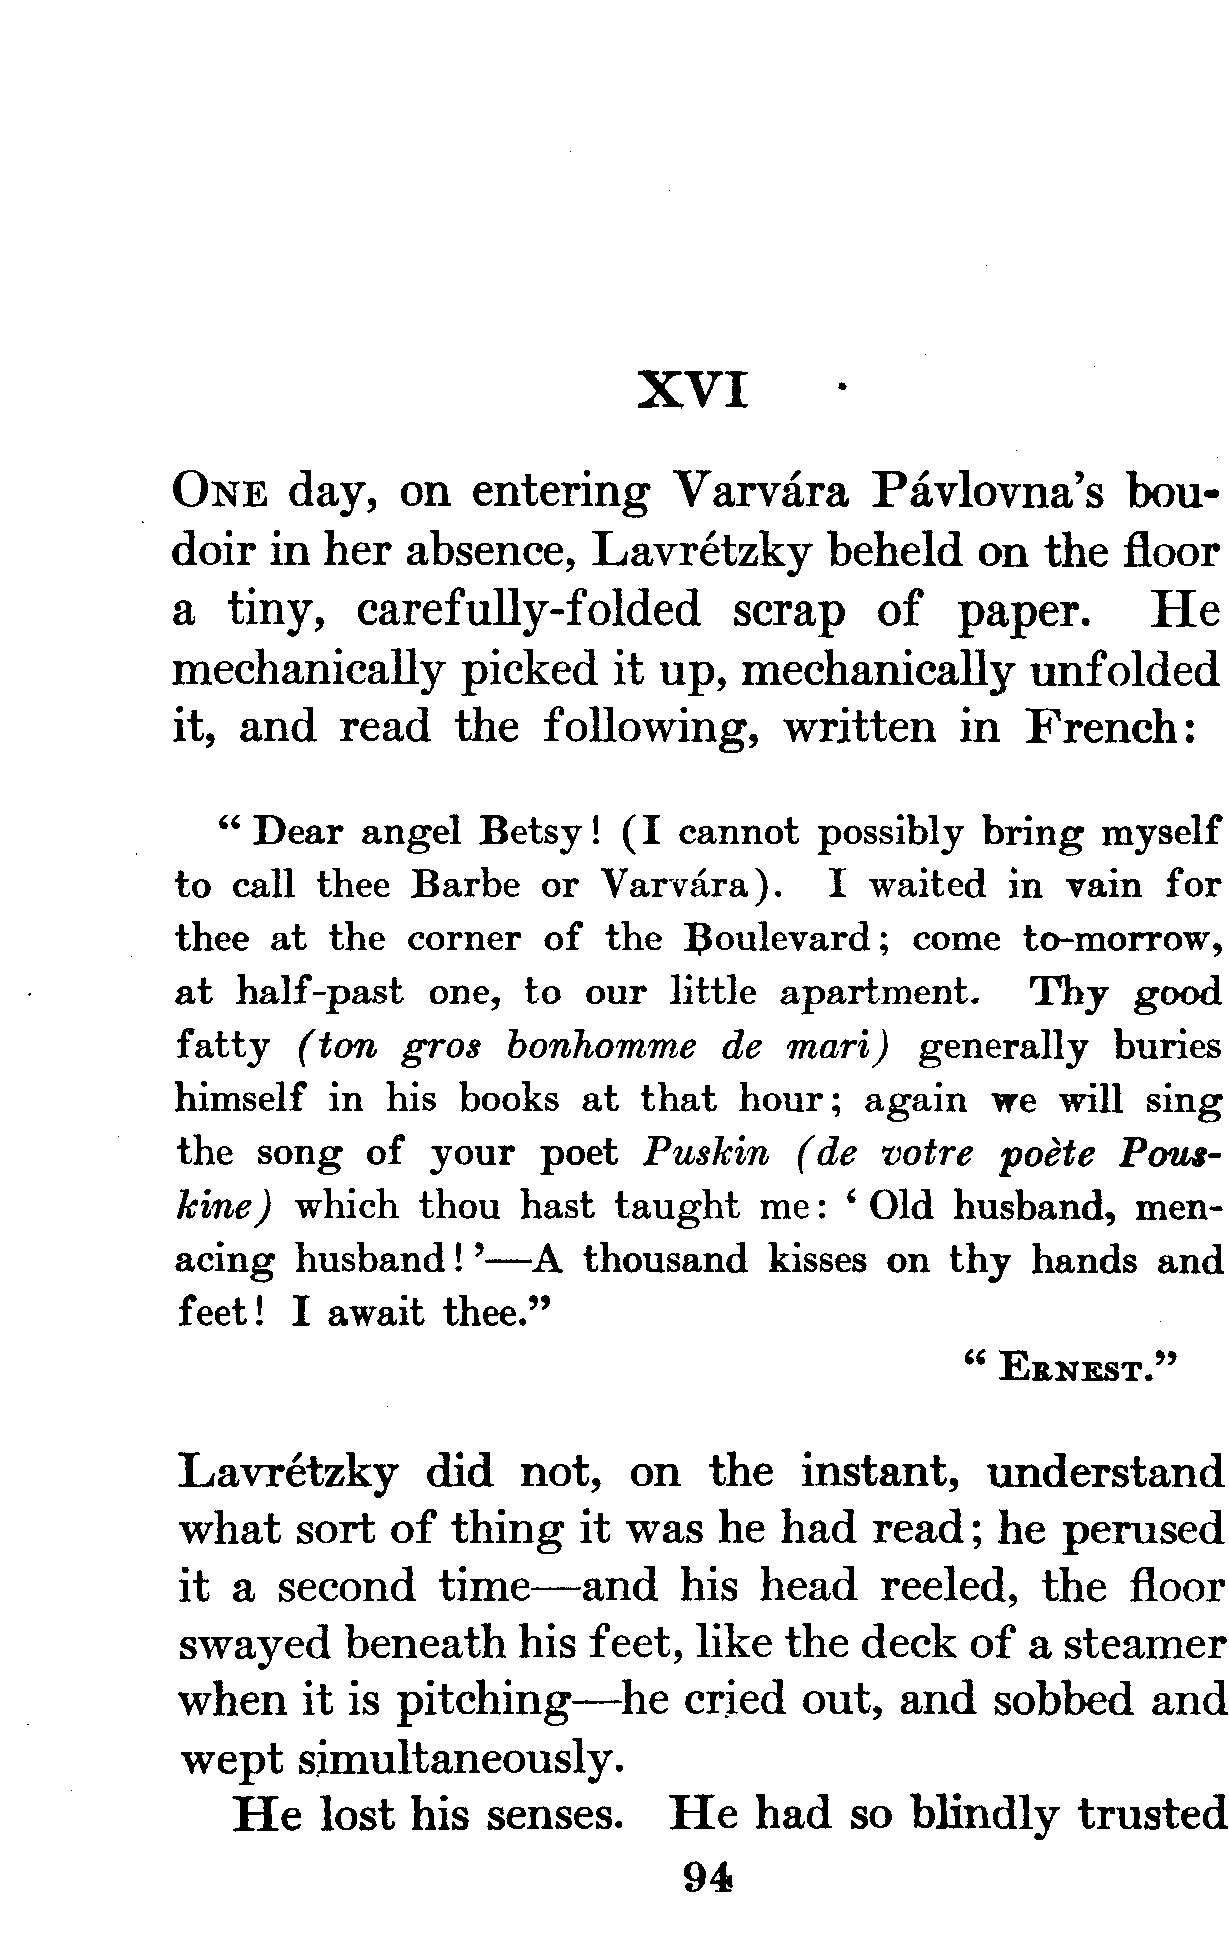 XVI
ONE day, on entering Varvára Pávlovna's bou-
doir in her absence, Lavrétzky beheld on the floor
a tiny, carefully-folded scrap of paper. He
mechanically picked it up, mechanically unfolded
it, and read the following, written in French:
“Dear angel Betsy! (I cannot possibly bring myself
to call thee Barbe or Varvára). I waited in vain for
thee at the corner of the Boulevard; come to-morrow,
at half-past one, to our little apartment. Thy good
fatty (ton gros bonhomme de mari) generally buries
himself in his books at that hour; again we will sing
the song of your poet Puskin (de votre poète Pous-
kine) which thou hast taught me: ‘Old husband, men-
acing husband!’—A thousand kisses on thy hands and
feet! I await thee.”
“ERNEST.”
Lavrétzky did not, on the instant, understand
what sort of thing it was he had read; he perused
it a second time—and his head reeled, the floor
swayed beneath his feet, like the deck of a steamer
when it is pitching—he cried out, and sobbed and
wept simultaneously.
He lost his senses. He had so blindly trusted
94